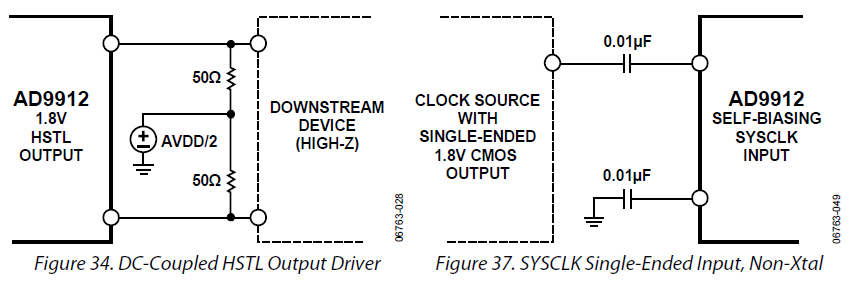 AD9912
1.8V
HSTL
OUTPUT
50Ω
AVDD/2
50Ω
DOWNSTREAM
DEVICE
(HIGH-Z)
06763-028
Figure 34. DC-Coupled HSTL Output Driver
CLOCK SOURCE
WITH
SINGLE-ENDED
1.8V CMOS
OUTPUT
0.01µF
0.01µF
AD9912
SELF-BIASING
SYSCLK
INPUT
06763-049
Figure 37. SYSCLK Single-Ended Input, Non-Xtal